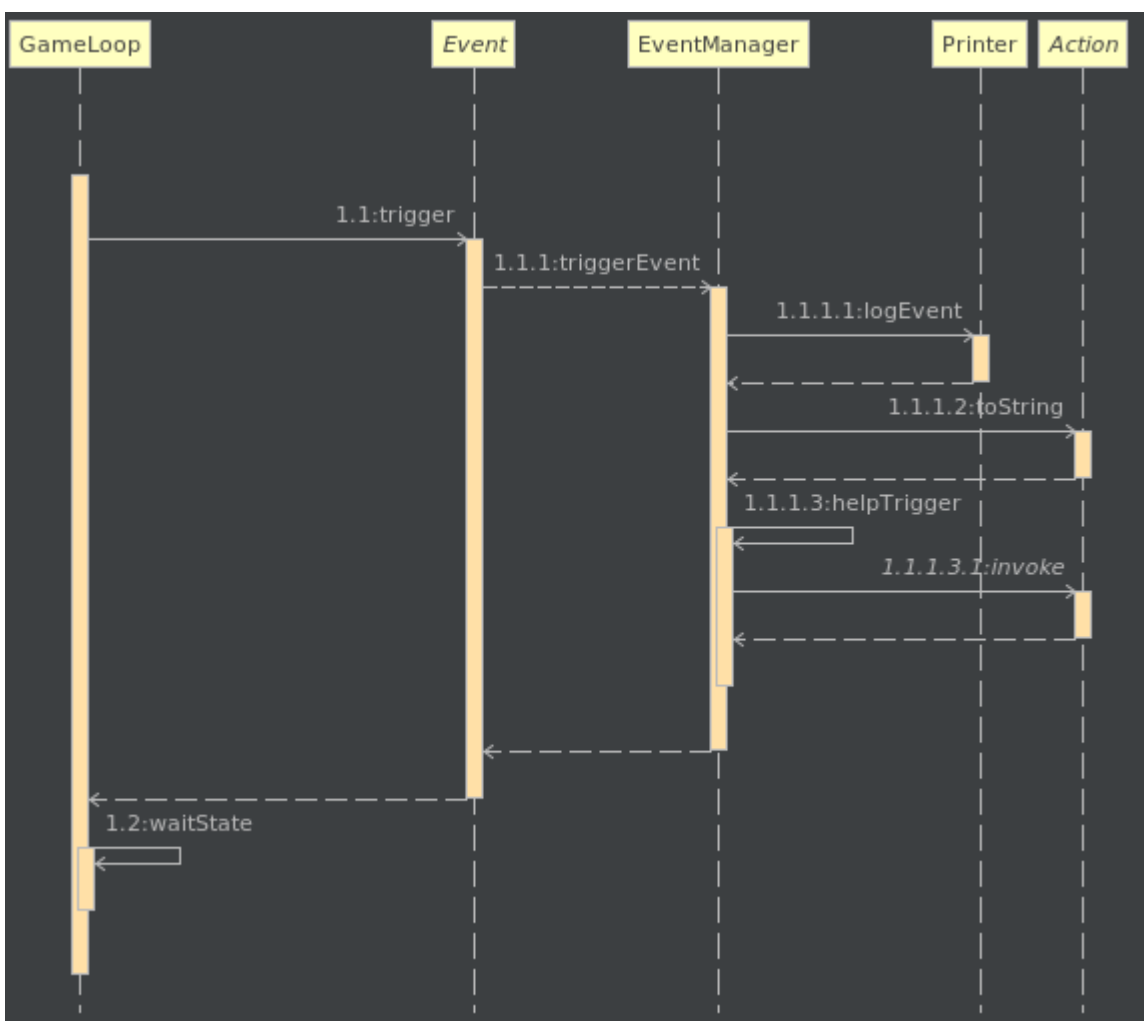 GameLoop
Event
EventManager
Printer
Action
1.1:trigger
1.1.1:triggerEvent
1.1.1.1:logEvent
1.1.1.2:toString
1.1.1.3:helpTrigger
1.1.1.3.1:invoke
1.2:waitState